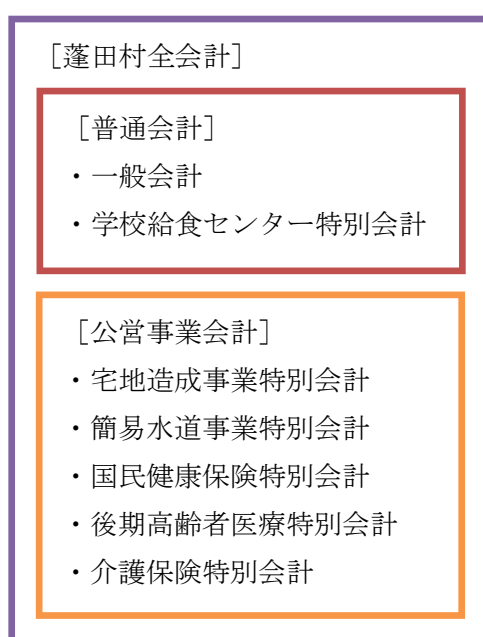 ［蓬田村全会計］
［普通会計］
・一般会計
・学校給食センター特別会計
［公営事業会計］
・宅地造成事業特別会計
・簡易水道事業特別会計
・国民健康保険特別会計
・後期高齢者医療特別会計
・介護保険特別会計